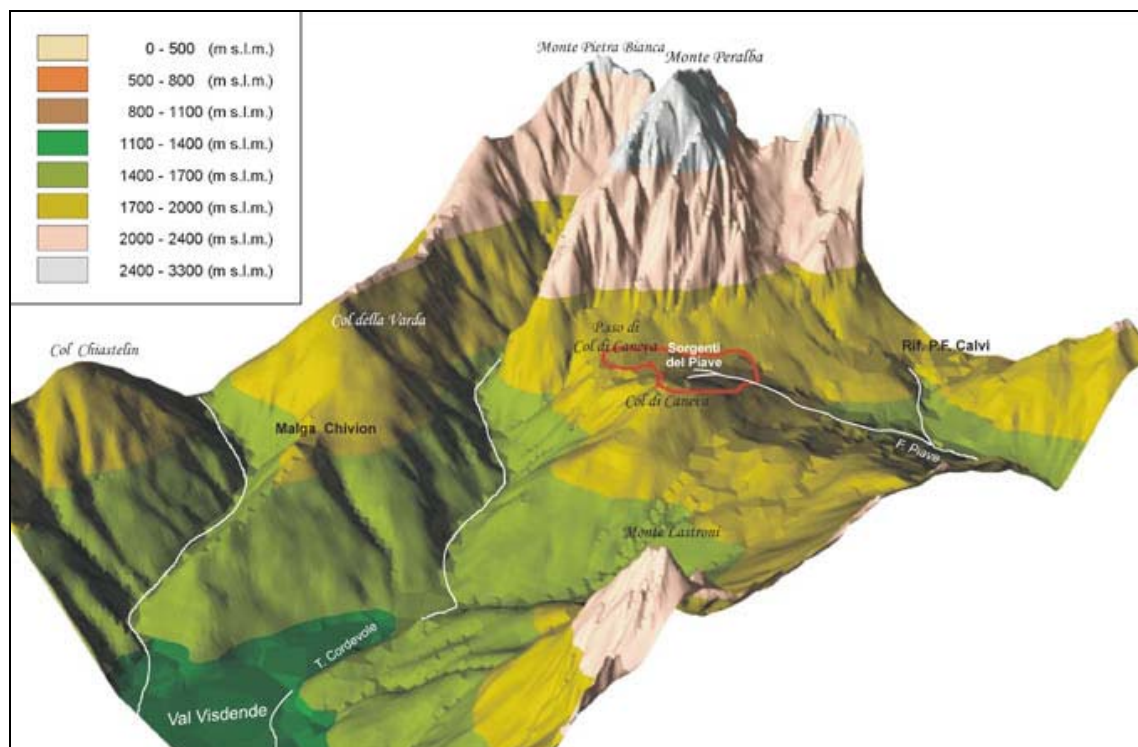 0 - 500 (m s.l.m.)
500 - 800 (m s.l.m.)
800 - 1100 (m s.l.m.)
1100 - 1400 (m s.l.m.)
1400 - 1700 (m s.l.m.)
1700 - 2000 (m s.l.m.)
2000 - 2400 (m s.l.m.)
2400 - 3300 (m s.l.m.)
Monte Pietra Bianca
Monte Peralba
Col Chiastelin
Col della Varda
Paso di
Col di Caneva
Sorgenti
del Piave
Rif. P.F. Calvi
Col di Caneva
Malga Chivion
F. Piave
Monte Lastroni
T. Cordevole
Val Visdende